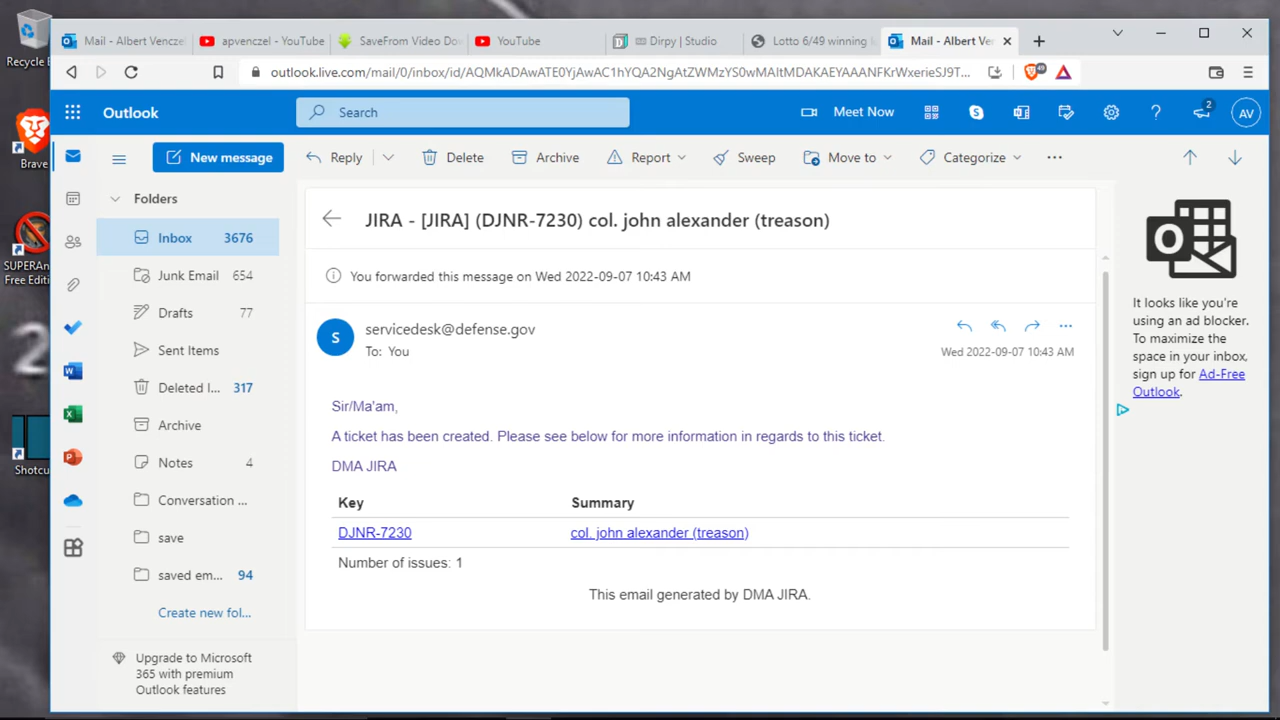 Recycle B
Brave
SUPERAn
Free Editi
2
Shotcu
Mail - Albert Venczel
apvenczel - YouTube
SaveFrom Video Do
YouTube
Dirpy | Studio
Lotto 6/49 winning
Mail - Albert Ven
outlook.live.com/mail/0/inbox/id/AQMkADAwATE0YjAwAC1hYQA2NgAtZWMzYS0wMAItMDAKAEYAAANFKrWxerieSJ9T...
49
Outlook
Search
Meet Now
2
AV
New message
Reply
Delete
Archive
Report
Sweep
Move to
Categorize
Folders
Inbox 3676
Junk Email 654
Drafts 77
Sent Items
Deleted I... 317
Archive
Notes 4
Conversation ...
save
saved em... 94
Create new fol...
Upgrade to Microsoft
365 with premium
Outlook features
JIRA - [JIRA] (DJNR-7230) col. john alexander (treason)
You forwarded this message on Wed 2022-09-07 10:43 AM
S
servicedesk@defense.gov
To: You
Wed 2022-09-07 10:43 AM
Sir/Ma'am,
A ticket has been created. Please see below for more information in regards to this ticket.
DMA JIRA
Key Summary
DJNR-7230 col. john alexander (treason)
Number of issues: 1
This email generated by DMA JIRA.
It looks like you're
using an ad blocker.
To maximize the
space in your inbox,
sign up for Ad-Free
Outlook.